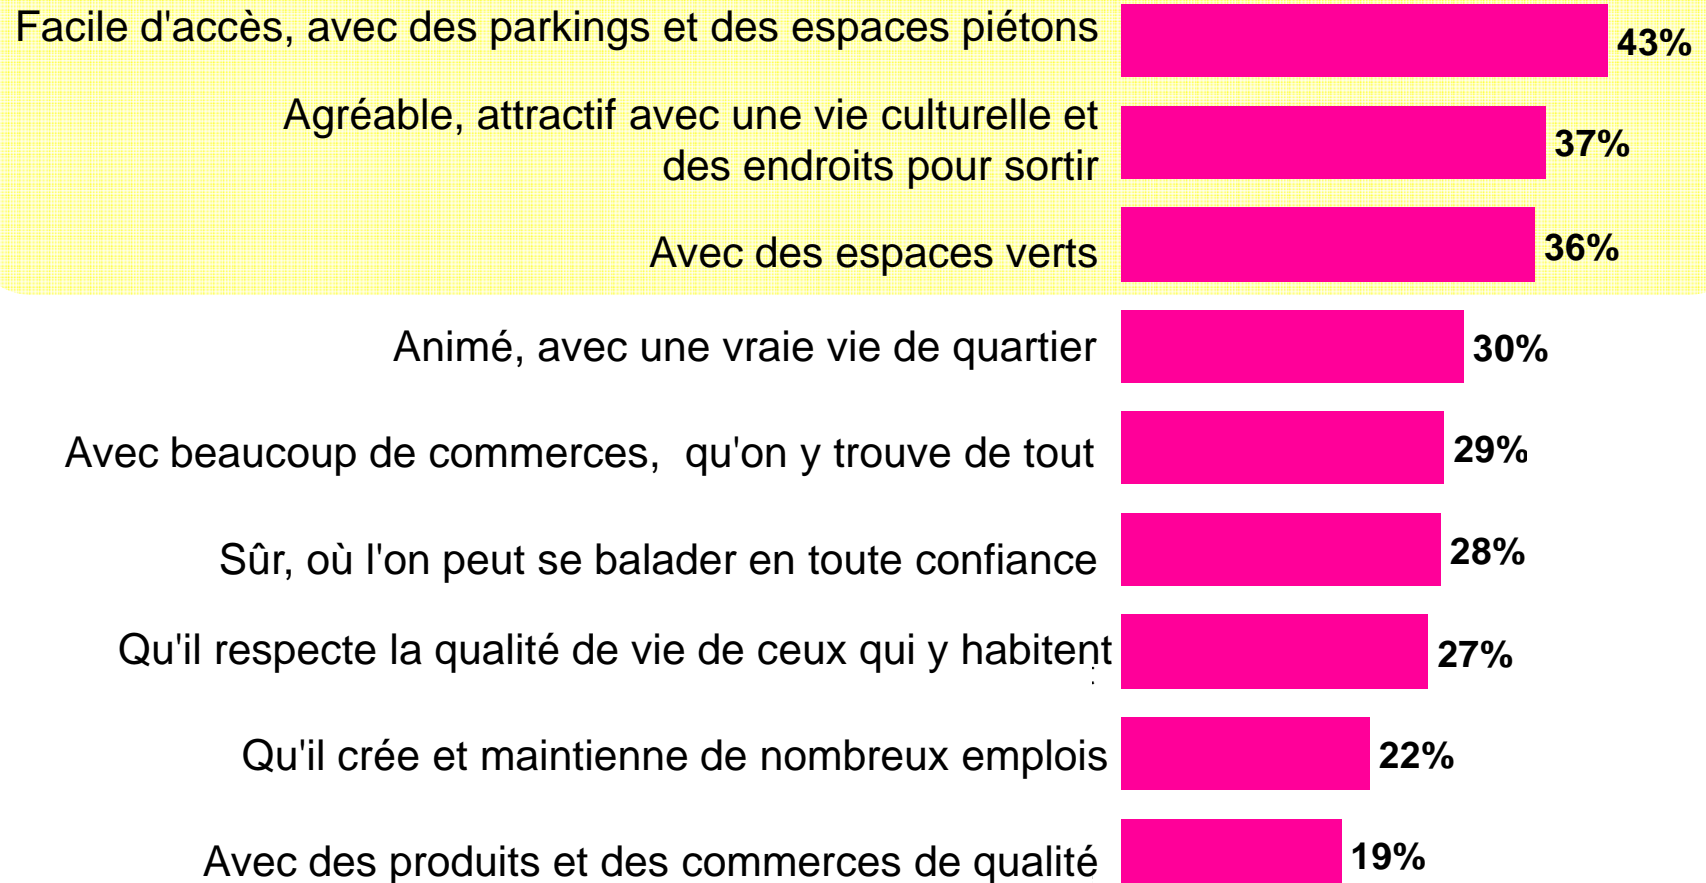 Facile d'accès, avec des parkings et des espaces piétons 43%
Agréable, attractif avec une vie culturelle et
des endroits pour sortir 37%
Avec des espaces verts 36%
Animé, avec une vraie vie de quartier 30%
Avec beaucoup de commerces, qu'on y trouve de tout 29%
Sûr, où l'on peut se balader en toute confiance 28%
Qu'il respecte la qualité de vie de ceux qui y habitent 27%
Qu'il crée et maintienne de nombreux emplois 22%
Avec des produits et des commerces de qualité 19%